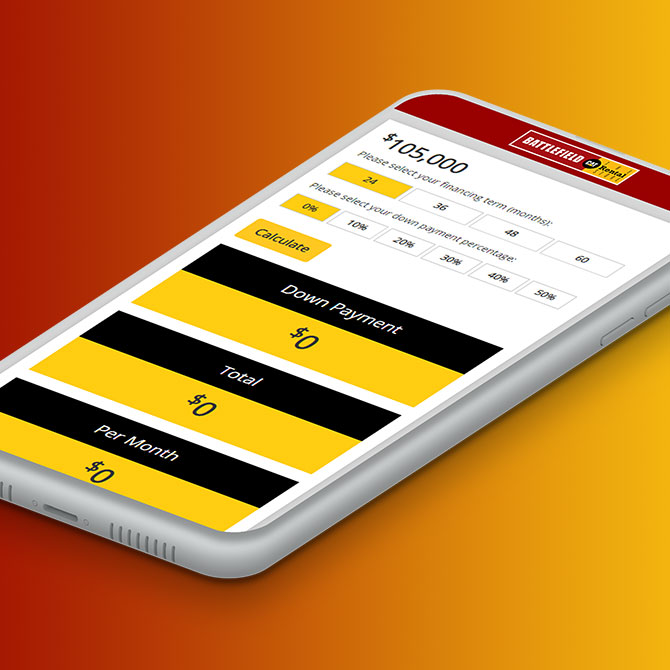 BATTLEFIELD CAT Rental
$105,000
Please select your financing term (months):
24 36 48 60
Please select your down payment percentage:
0% 10% 20% 30% 40% 50%
Calculate
Down Payment
$0
Total
$0
Per Month
$0